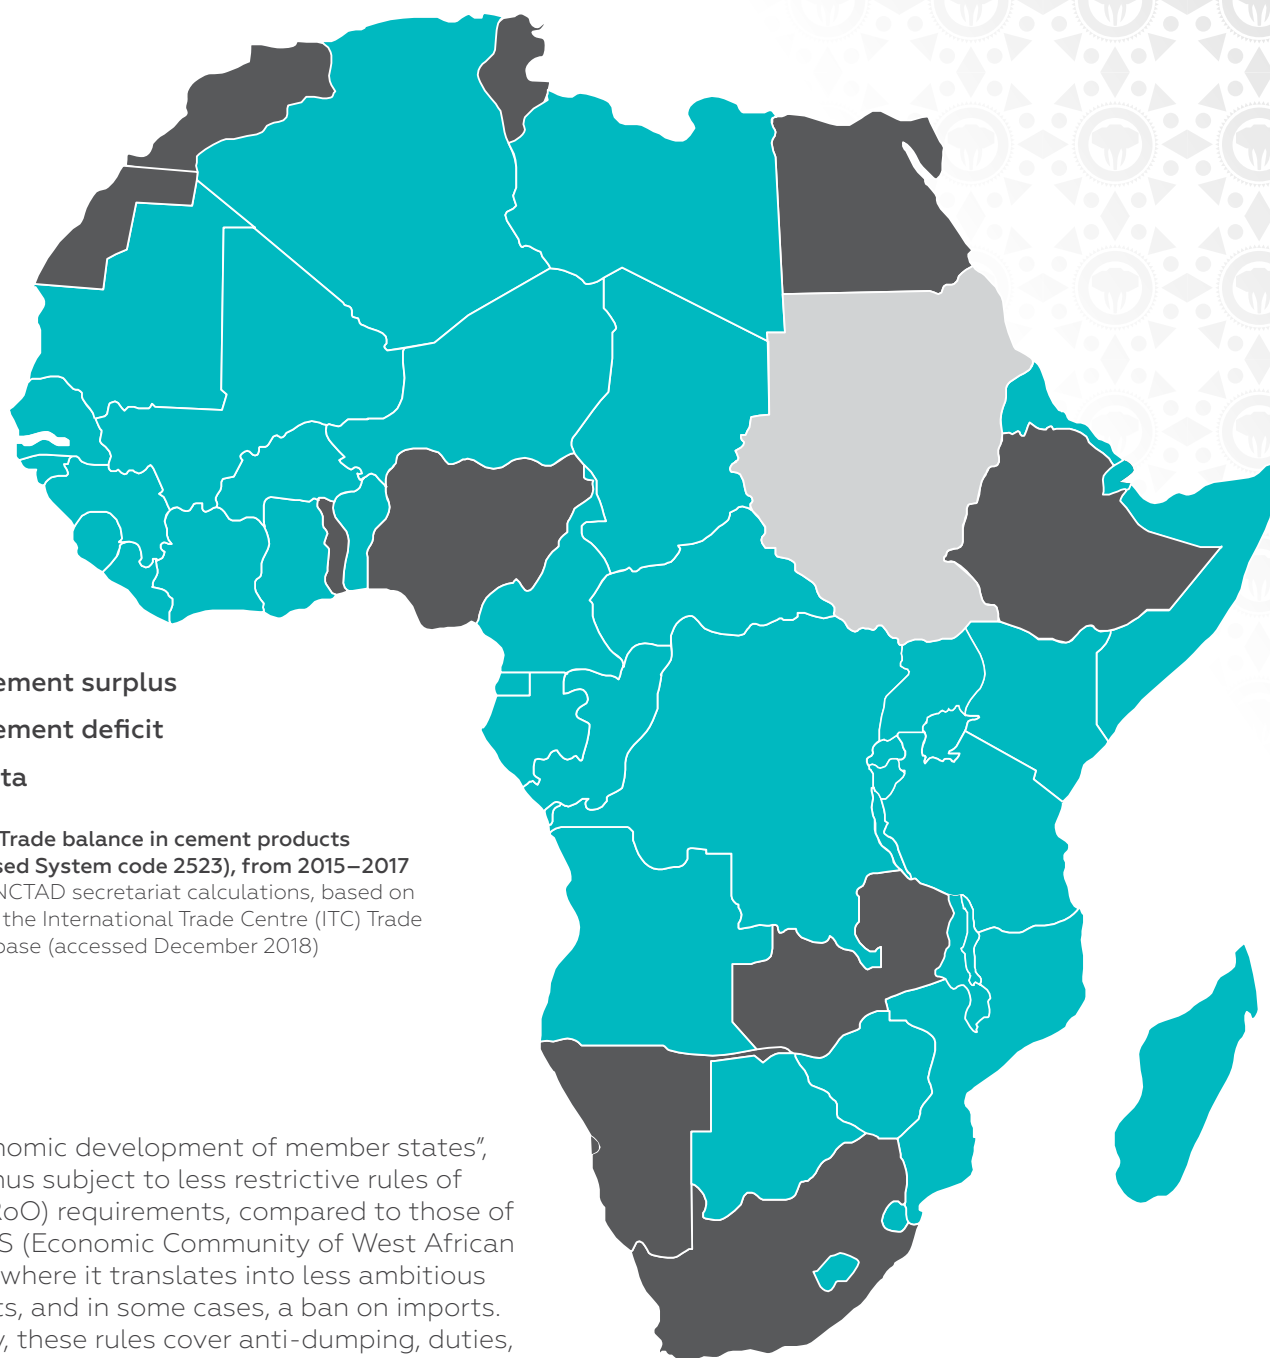 ement surplus
ement deficit
ta
Trade balance in cement products
sed System code 2523), from 2015–2017
NCTAD secretariat calculations, based on
the International Trade Centre (ITC) Trade
base (accessed December 2018)
nomic development of member states”,
hus subject to less restrictive rules of
RoO) requirements, compared to those of
S (Economic Community of West African
where it translates into less ambitious
ts, and in some cases, a ban on imports.
y, these rules cover anti-dumping, duties,